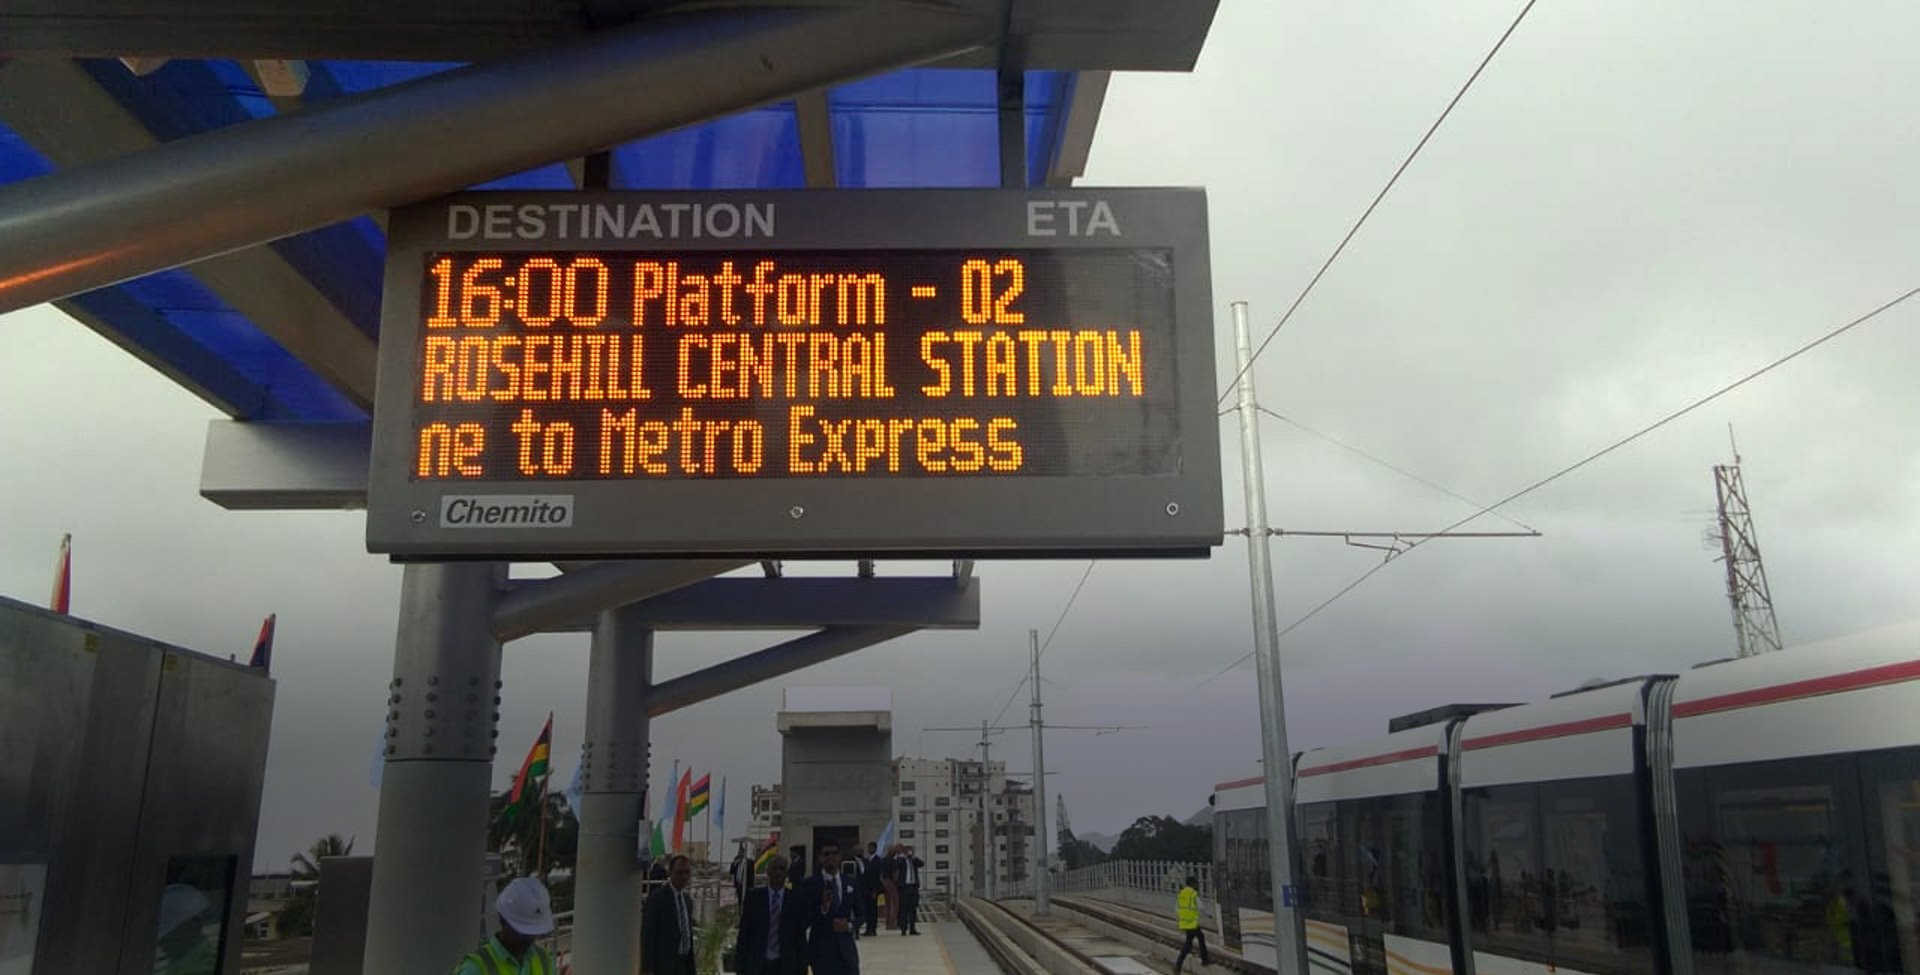 DESTINATION ETA
16:00 Platform - 02
ROSEHILL CENTRAL STATION
ne to Metro Express
Chemito